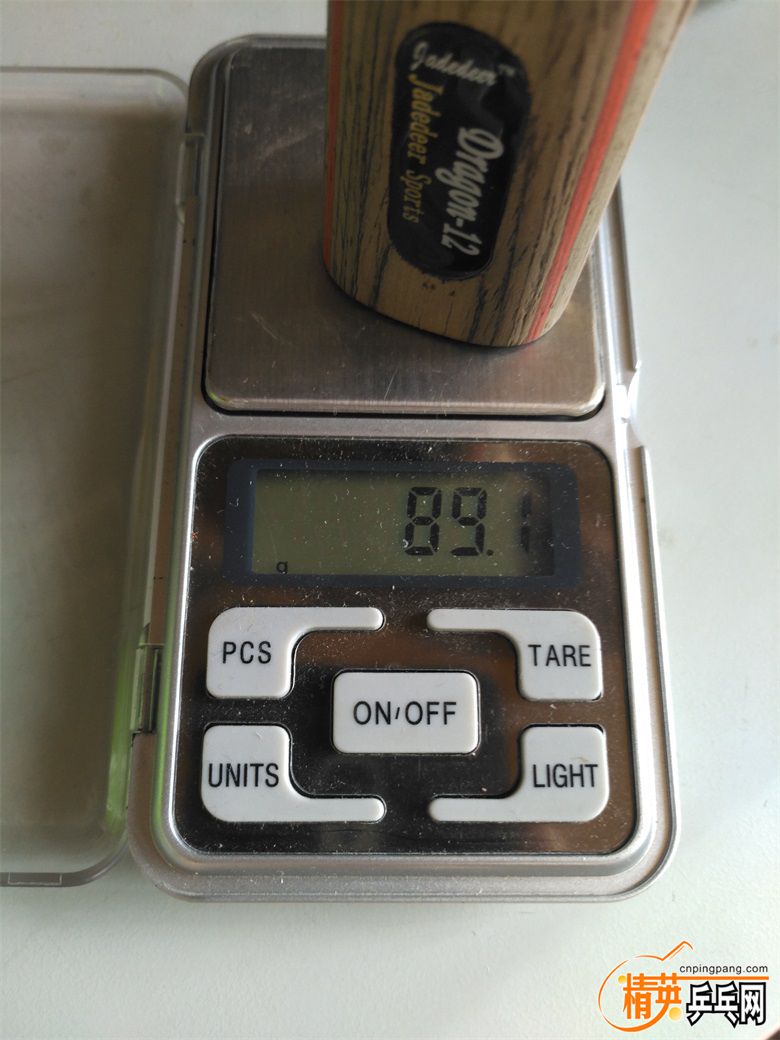 Jadedeer™
Dragon-12
Jadedeer Sports
89.1
g
PCS
TARE
ON/OFF
UNITS
LIGHT
cnpingpang.com
精英乒乓网